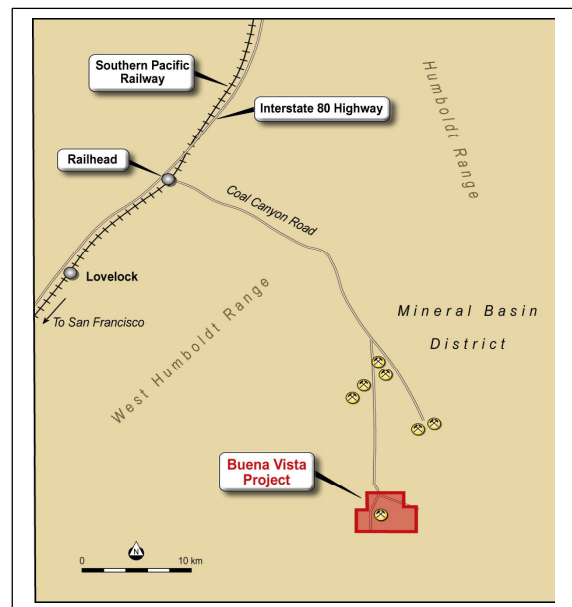 Southern Pacific
Railway
Humboldt Range
Interstate 80 Highway
Railhead
Coal Canyon Road
Lovelock
To San Francisco
West Humboldt Range
Mineral Basin
District
Buena Vista
Project
N
0 10 km